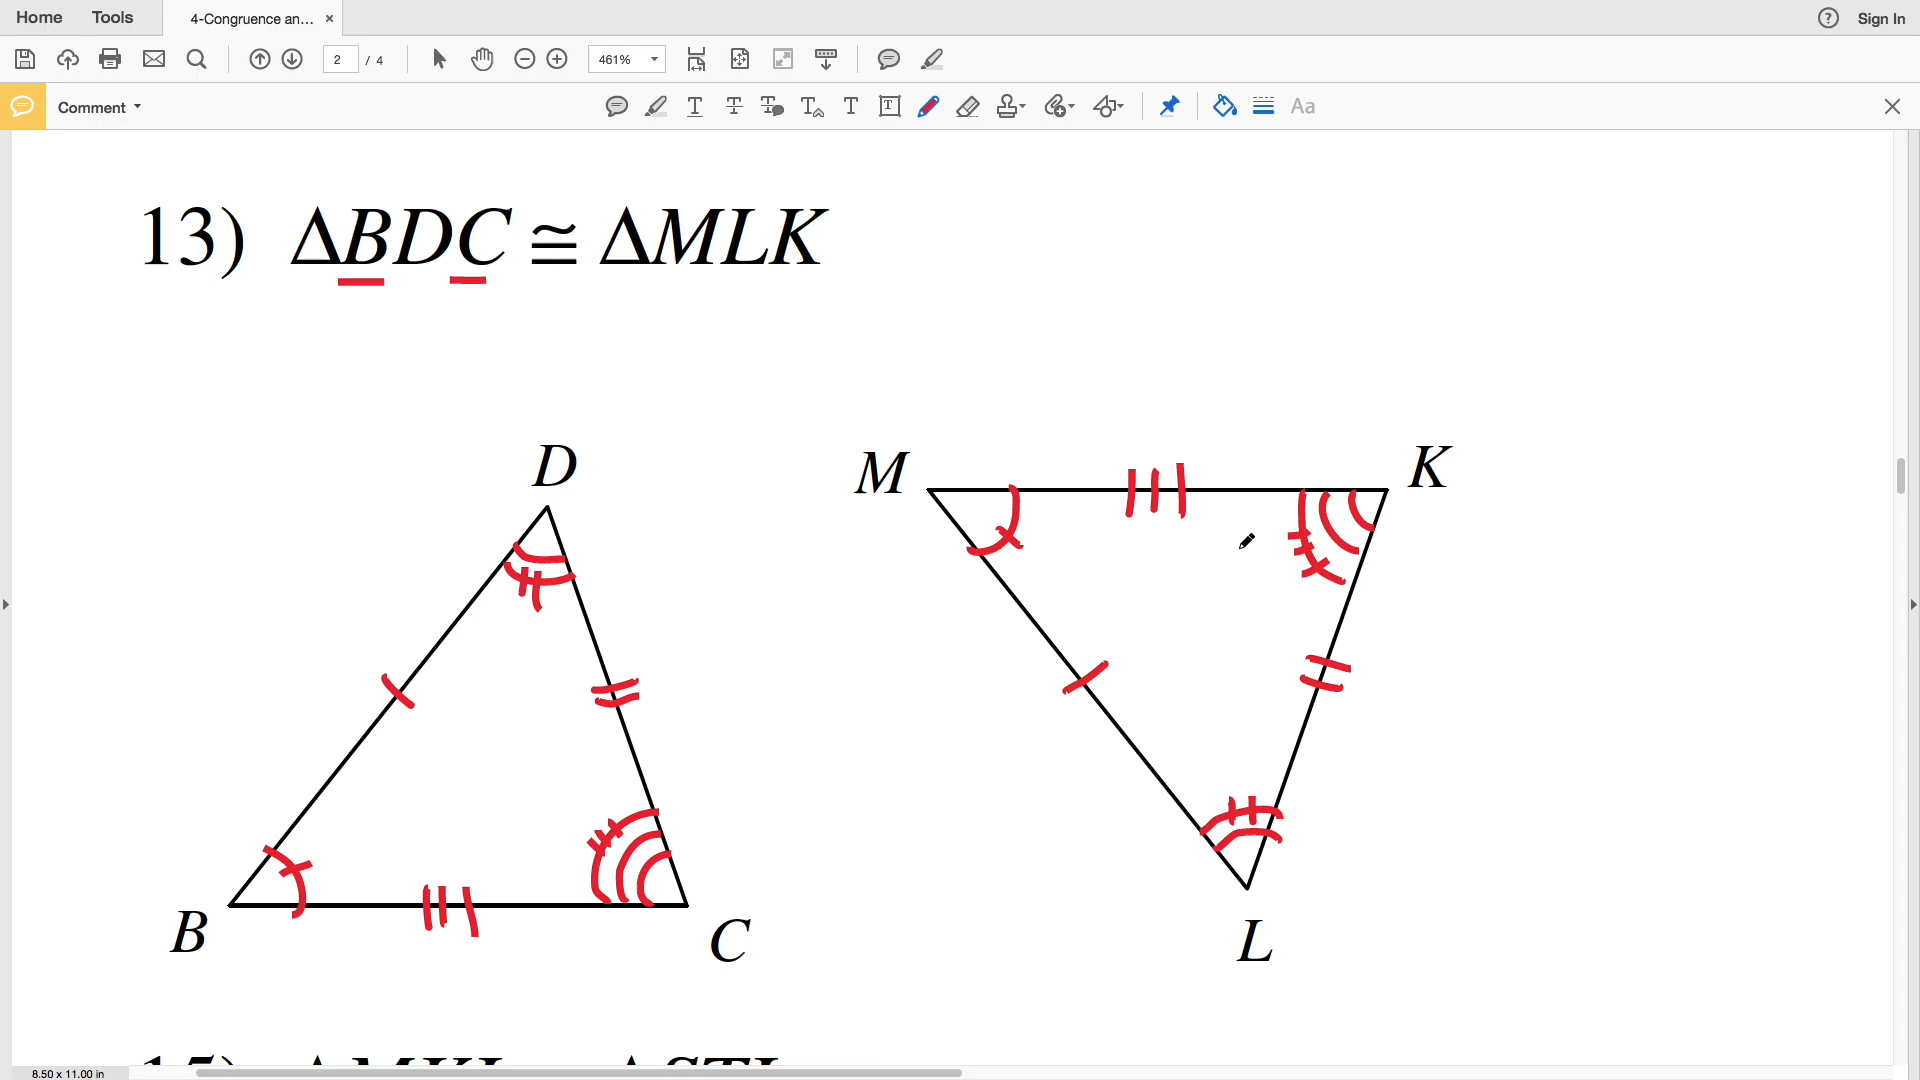 Home Tools 4-Congruence an... × ? Sign In
2 / 4 461%
Comment T T T T T T Aa
13) ΔBDC ≅ ΔMLK
D M K
B C L
8.50 x 11.00 in